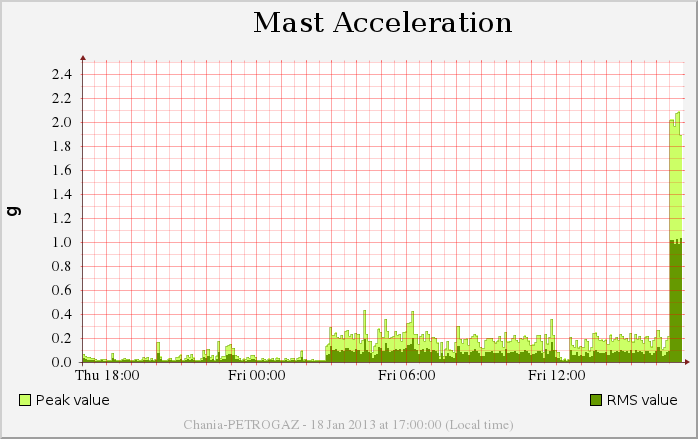 Mast Acceleration
2.4
2.2
2.0
1.8
1.6
1.4
1.2
1.0
0.8
0.6
0.4
0.2
0.0
g
Thu 18:00 Fri 00:00 Fri 06:00 Fri 12:00
Peak value RMS value
Chania-PETROGAZ - 18 Jan 2013 at 17:00:00 (Local time)